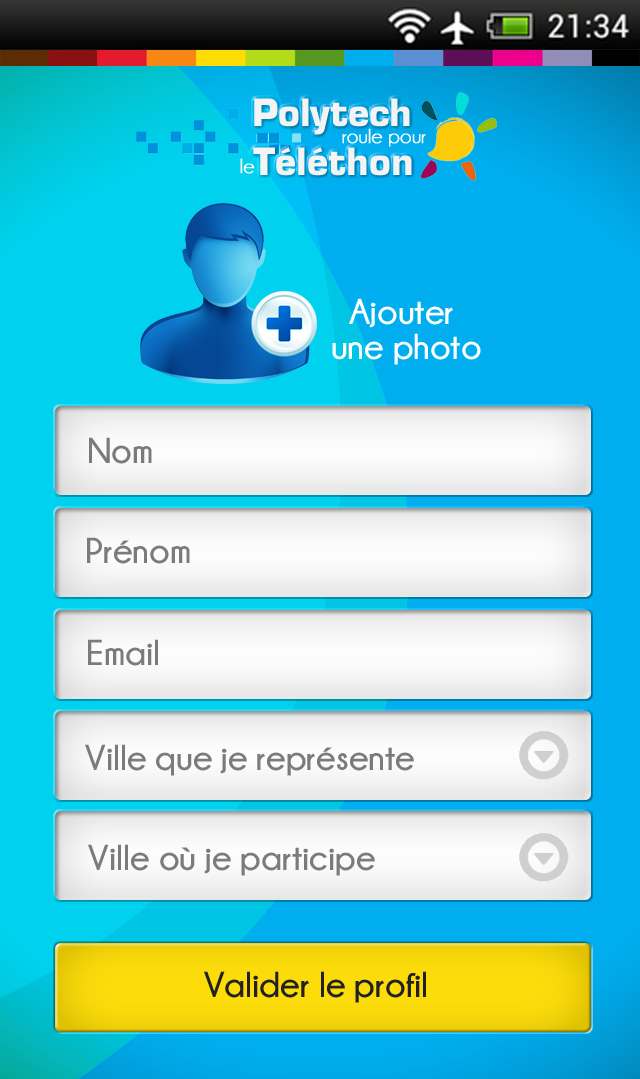 21:34
Polytech
roule pour
le Téléthon
Ajouter
une photo
Nom
Prénom
Email
Ville que je représente
Ville où je participe
Valider le profil